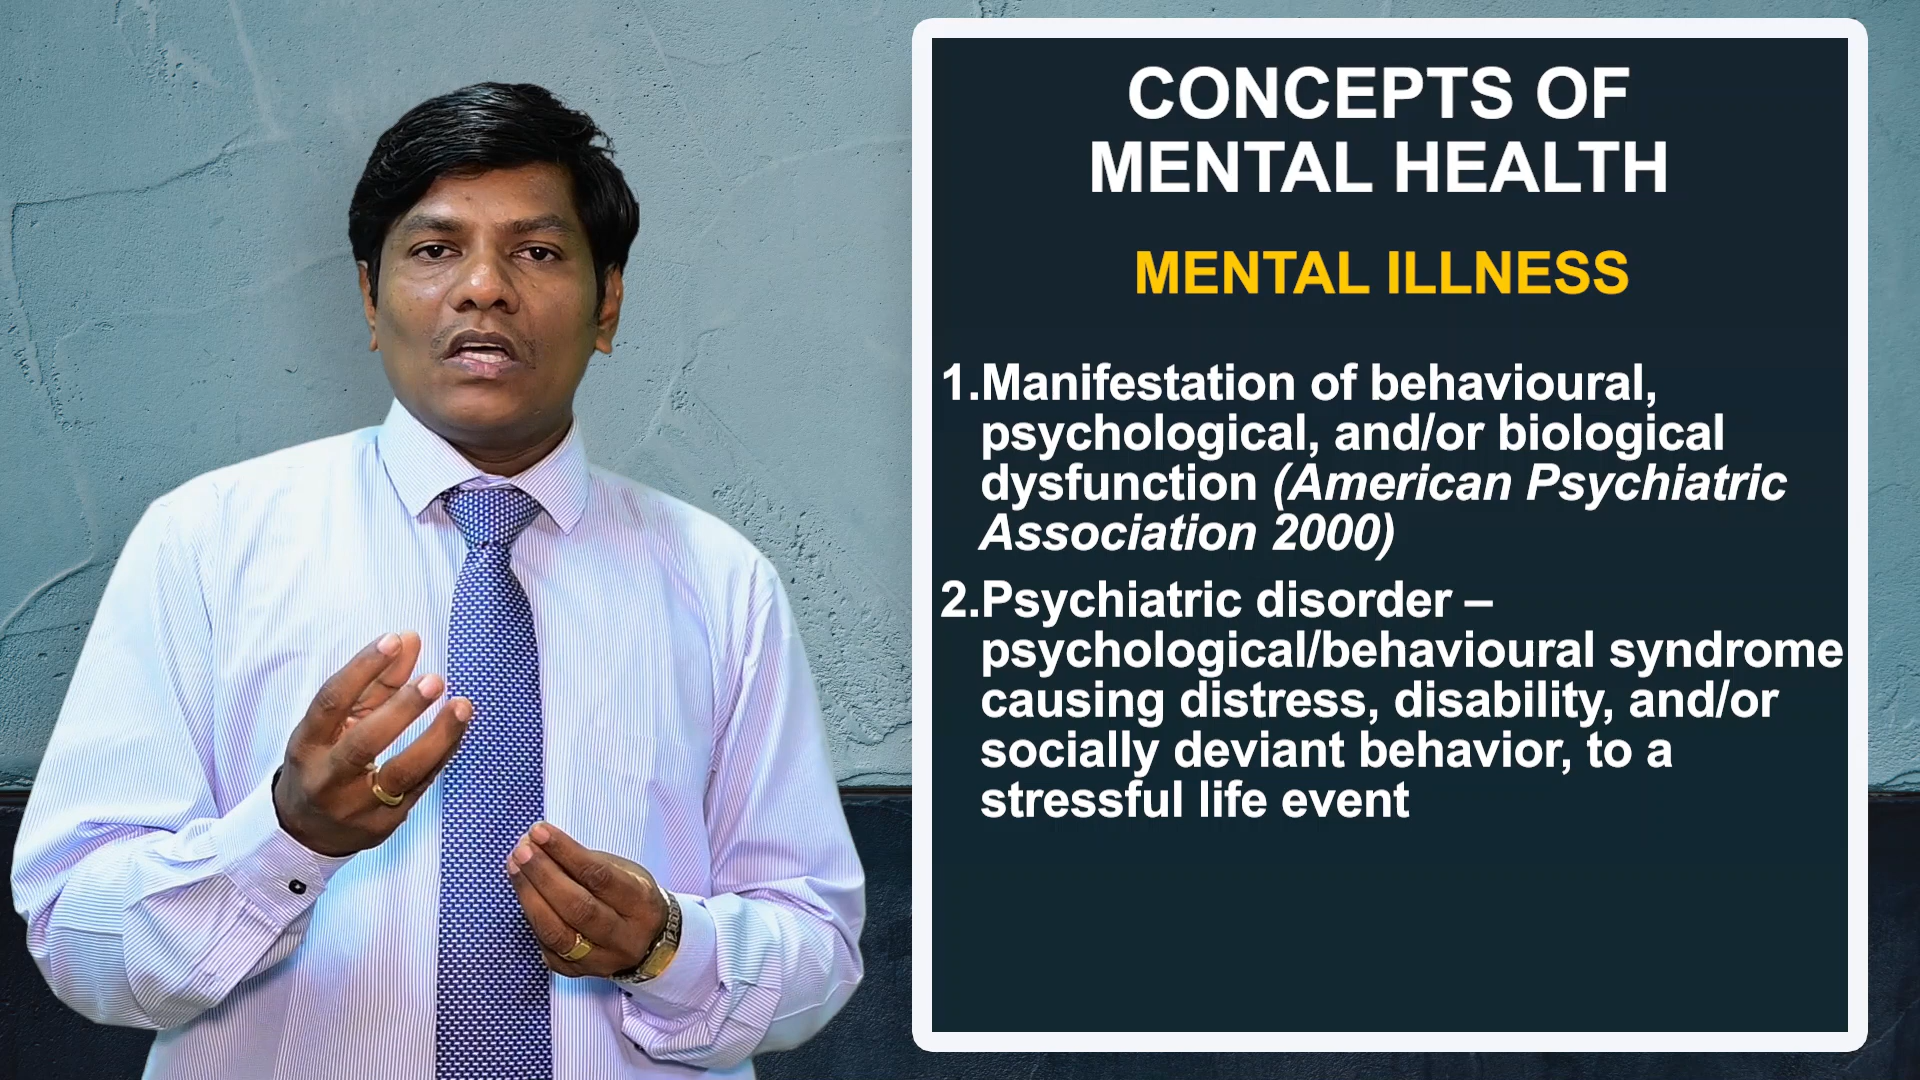 CONCEPTS OF
MENTAL HEALTH
MENTAL ILLNESS
1.Manifestation of behavioural,
psychological, and/or biological
dysfunction (American Psychiatric
Association 2000)
2.Psychiatric disorder –
psychological/behavioural syndrome
causing distress, disability, and/or
socially deviant behavior, to a
stressful life event